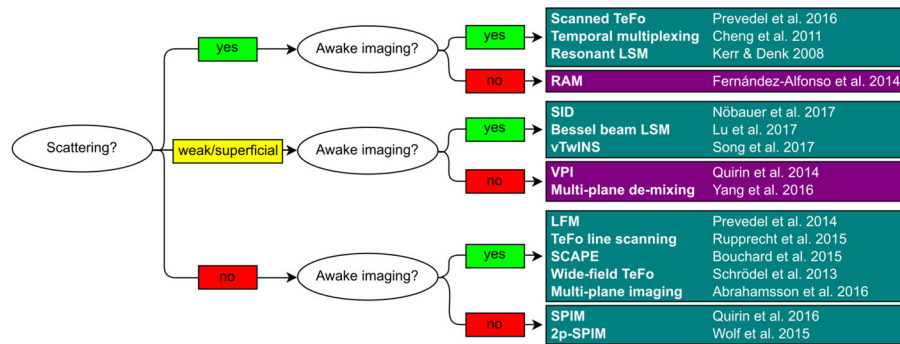 Scattering?
yes
Awake imaging?
yes
Scanned TeFo Prevedel et al. 2016
Temporal multiplexing Cheng et al. 2011
Resonant LSM Kerr & Denk 2008
no
RAM Fernández-Alfonso et al. 2014
weak/superficial
Awake imaging?
yes
SID Nöbauer et al. 2017
Bessel beam LSM Lu et al. 2017
vTwINS Song et al. 2017
no
VPI Quirin et al. 2014
Multi-plane de-mixing Yang et al. 2016
no
Awake imaging?
yes
LFM Prevedel et al. 2014
TeFo line scanning Rupprecht et al. 2015
SCAPE Bouchard et al. 2015
Wide-field TeFo Schrödel et al. 2013
Multi-plane imaging Abrahamsson et al. 2016
no
SPIM Quirin et al. 2016
2p-SPIM Wolf et al. 2015